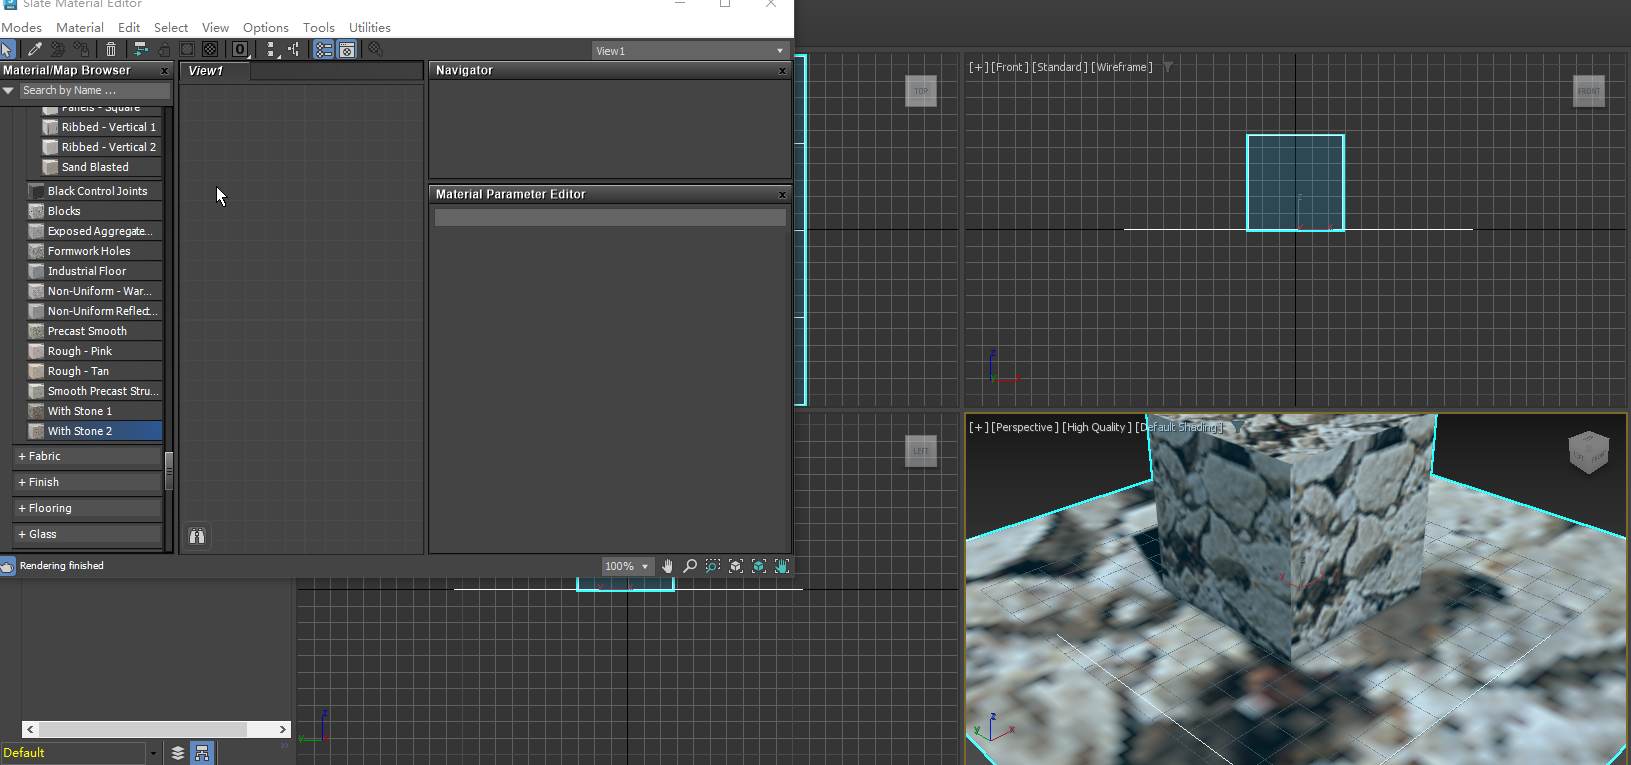 Slate Material Editor
Modes Material Edit Select View Options Tools Utilities
0
View1
Material/Map Browser x
Search by Name ...
Panels - Square
Ribbed - Vertical 1
Ribbed - Vertical 2
Sand Blasted
Black Control Joints
Blocks
Exposed Aggregate...
Formwork Holes
Industrial Floor
Non-Uniform - War...
Non-Uniform Reflect...
Precast Smooth
Rough - Pink
Rough - Tan
Smooth Precast Stru...
With Stone 1
With Stone 2
+ Fabric
+ Finish
+ Flooring
+ Glass
Rendering finished
View1
Navigator x
Material Parameter Editor x
100%
TOP
[+] [Front ] [Standard ] [Wireframe ]
FRONT
z
LEFT
[+] [Perspective ] [High Quality ] [Default Shading ]
z
y
x
z
y
Default